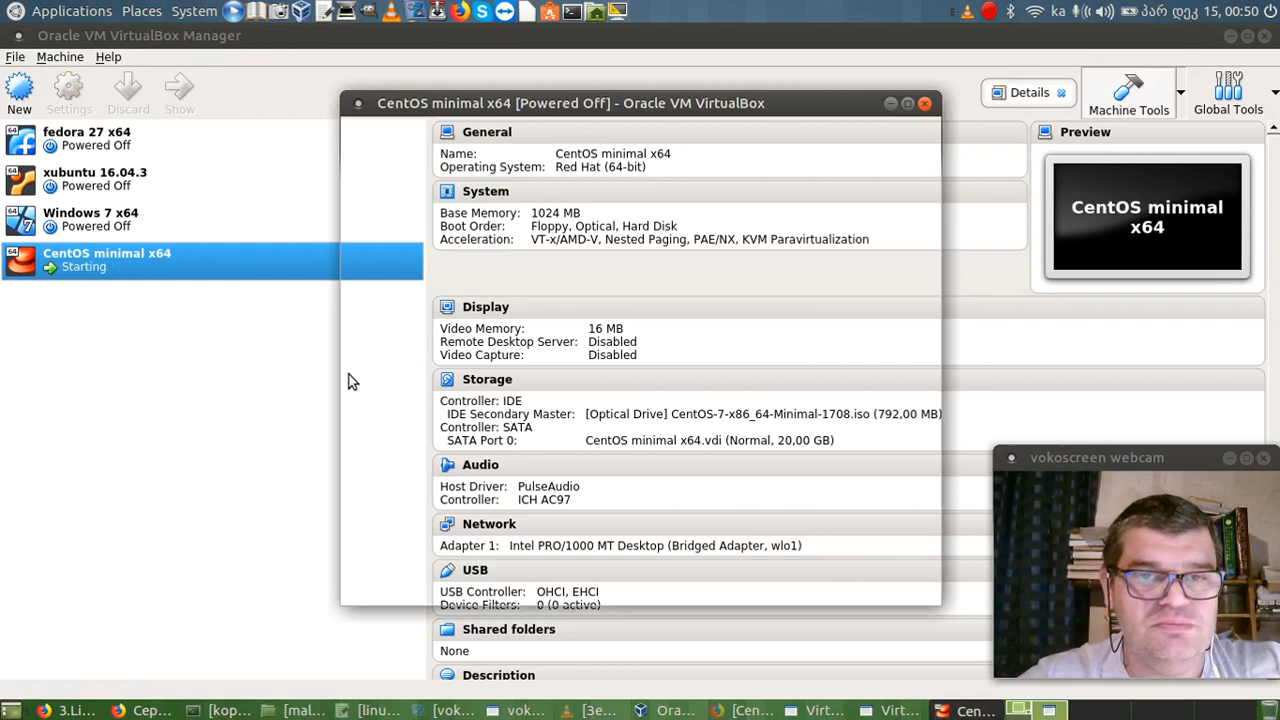 Applications Places System
ka
პარ დეკ 15, 00:50
Oracle VM VirtualBox Manager
File Machine Help
New
Settings
Discard
Show
Details
Machine Tools
Global Tools
CentOS minimal x64 [Powered Off] - Oracle VM VirtualBox
64
fedora 27 x64
Powered Off
64
xubuntu 16.04.3
Powered Off
64
Windows 7 x64
Powered Off
64
CentOS minimal x64
Starting
General
Name: CentOS minimal x64
Operating System: Red Hat (64-bit)
System
Base Memory: 1024 MB
Boot Order: Floppy, Optical, Hard Disk
Acceleration: VT-x/AMD-V, Nested Paging, PAE/NX, KVM Paravirtualization
Preview
CentOS minimal
x64
Display
Video Memory: 16 MB
Remote Desktop Server: Disabled
Video Capture: Disabled
Storage
Controller: IDE
IDE Secondary Master: [Optical Drive] CentOS-7-x86_64-Minimal-1708.iso (792,00 MB)
Controller: SATA
SATA Port 0: CentOS minimal x64.vdi (Normal, 20,00 GB)
Audio
Host Driver: PulseAudio
Controller: ICH AC97
Network
Adapter 1: Intel PRO/1000 MT Desktop (Bridged Adapter, wlo1)
USB
USB Controller: OHCI, EHCI
Device Filters: 0 (0 active)
Shared folders
None
Description
vokoscreen webcam
3.Li...
Cep...
[кор...
[mal...
[linu...
[vok...
vok...
[Зе...
Ora...
[Cen...
Virt...
Virt...
Cen...